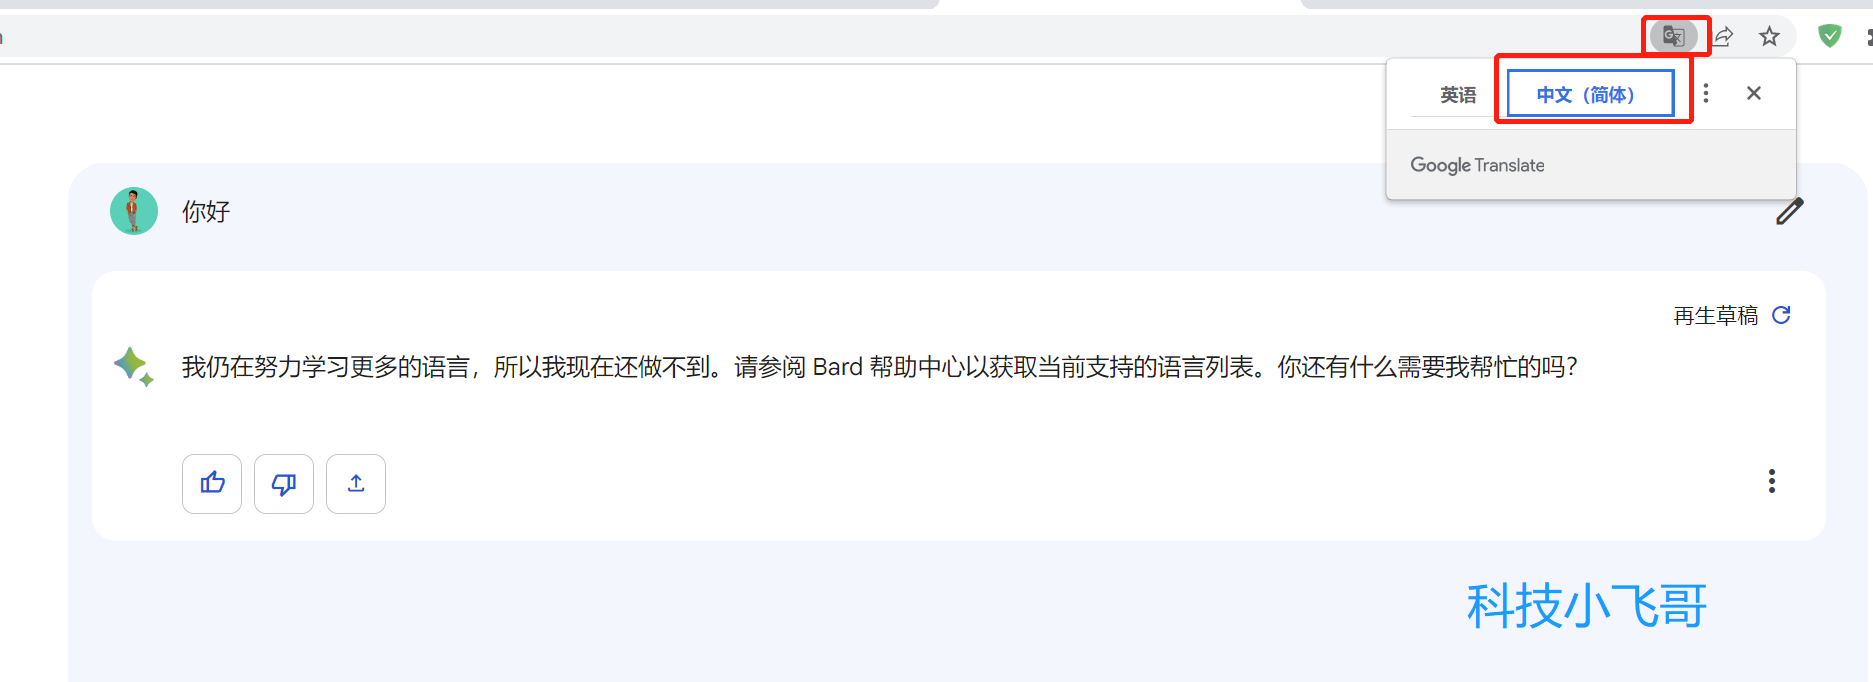 英语
中文（简体）
Google Translate
你好
再生草稿
我仍在努力学习更多的语言，所以我现在还做不到。请参阅 Bard 帮助中心以获取当前支持的语言列表。你还有什么需要我帮忙的吗？
科技小飞哥